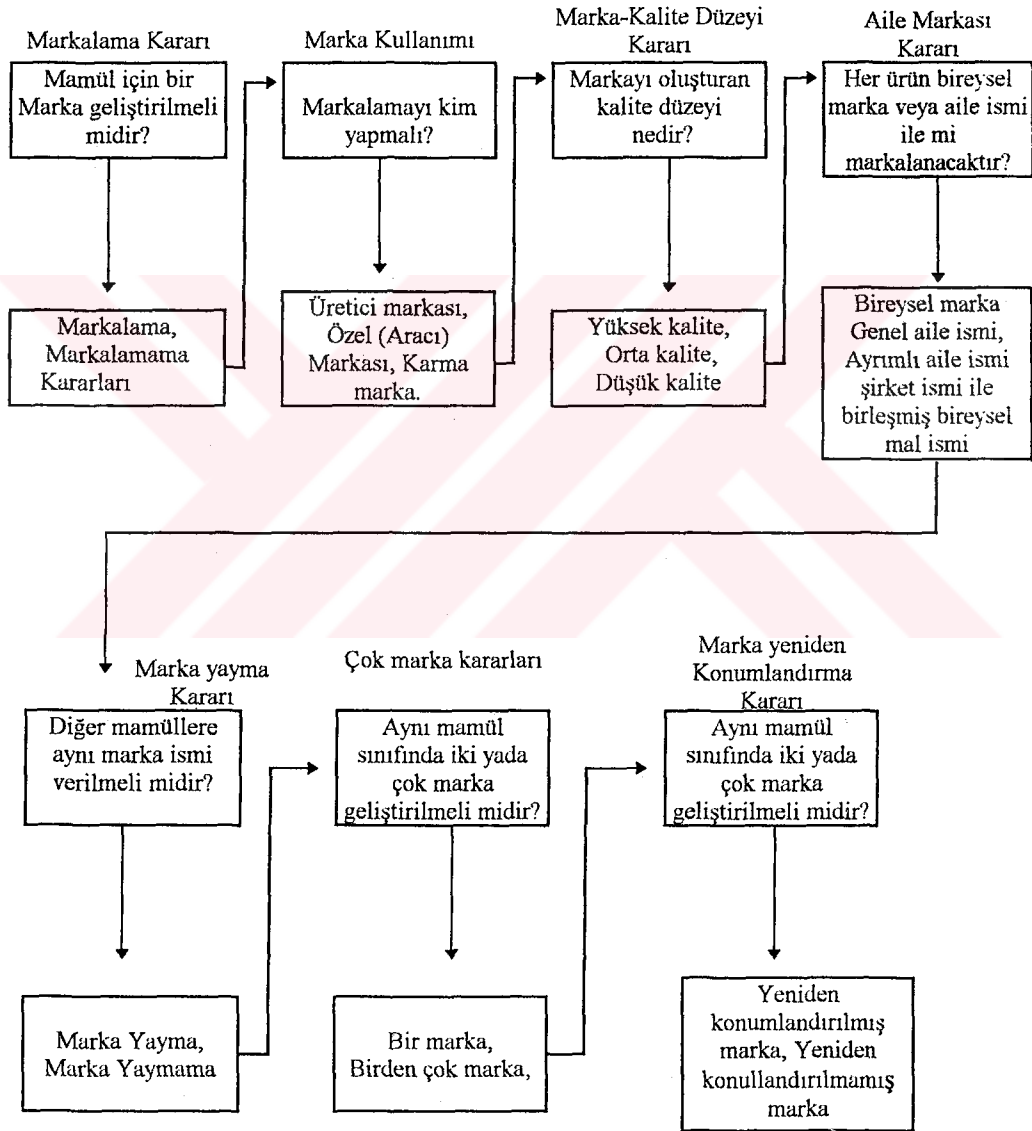 Markalama Kararı
Mamül için bir
Marka geliştirilmeli
midir?
Markalama,
Markalamama
Kararları
Marka Kullanımı
Markalamayı kim
yapmalı?
Üretici markası,
Özel (Aracı)
Markası, Karma
marka.
Marka-Kalite Düzeyi
Kararı
Markayı oluşturan
kalite düzeyi
nedir?
Yüksek kalite,
Orta kalite,
Düşük kalite
Aile Markası
Kararı
Her ürün bireysel
marka veya aile ismi
ile mi
markalanacaktır?
Bireysel marka
Genel aile ismi,
Ayrımlı aile ismi
şirket ismi ile
birleşmiş bireysel
mal ismi
Marka yayma
Kararı
Diğer mamüllere
aynı marka ismi
verilmeli midir?
Marka Yayma,
Marka Yaymama
Çok marka kararları
Aynı mamül
sınıfında iki yada
çok marka
geliştirilmeli midir?
Bir marka,
Birden çok marka,
Marka yeniden
Konumlandırma
Kararı
Aynı mamül
sınıfında iki yada
çok marka
geliştirilmeli midir?
Yeniden
konumlandırılmış
marka, Yeniden
konullandırılmamış
marka